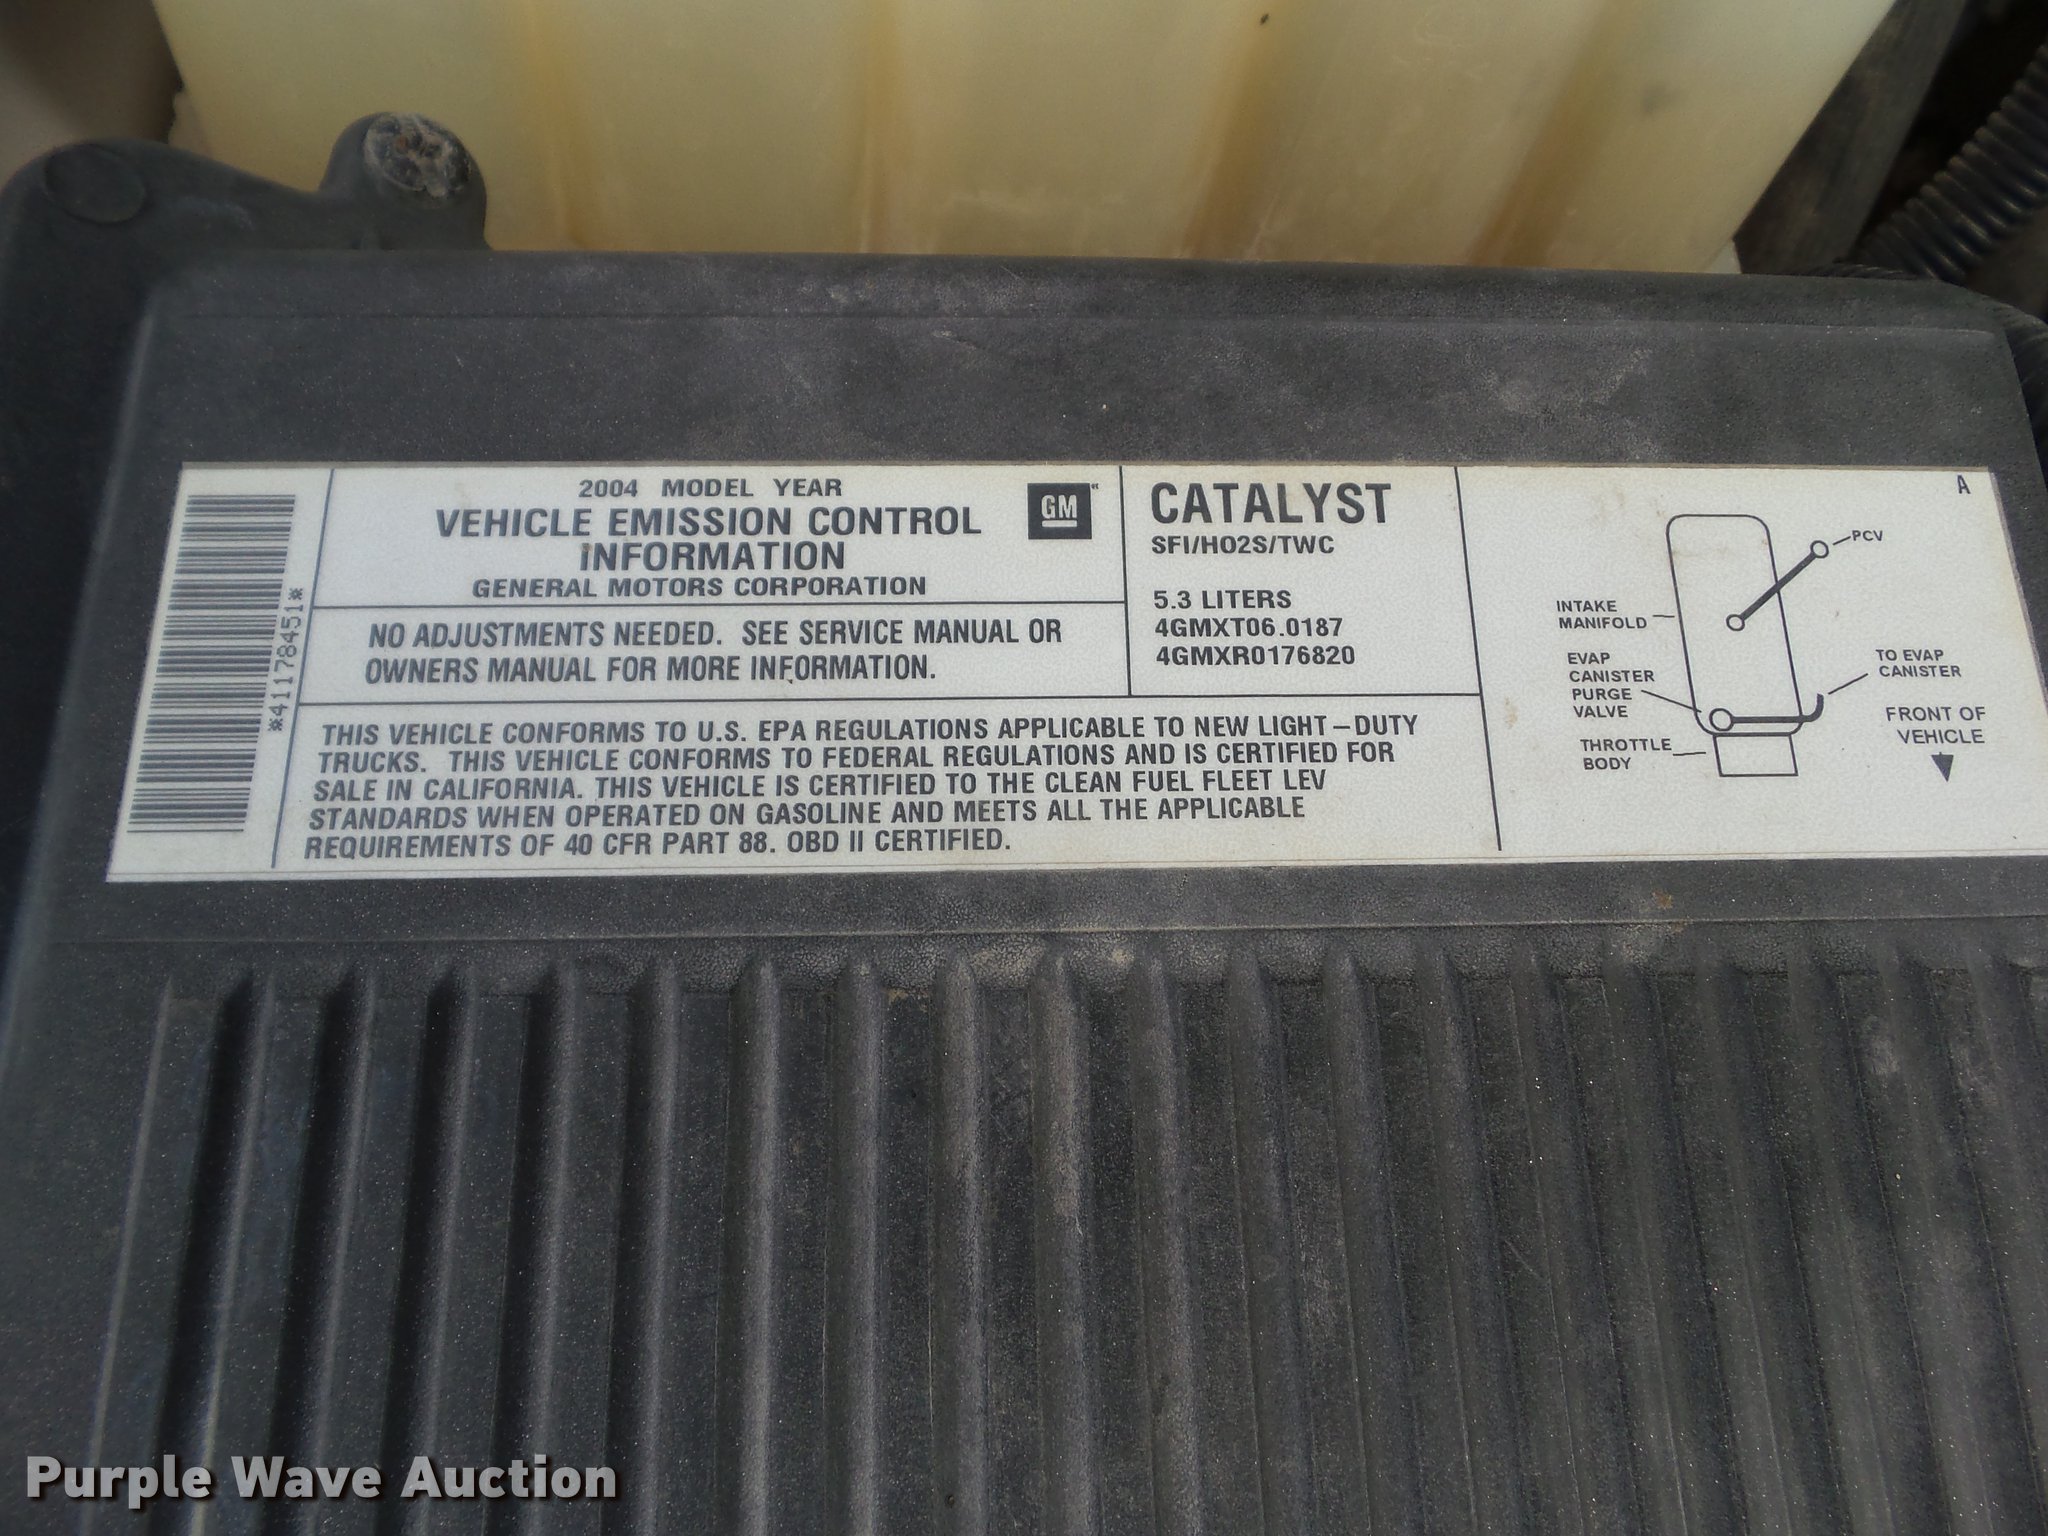 *41178451*
2004 MODEL YEAR
VEHICLE EMISSION CONTROL
INFORMATION
GENERAL MOTORS CORPORATION
GM
NO ADJUSTMENTS NEEDED. SEE SERVICE MANUAL OR
OWNERS MANUAL FOR MORE INFORMATION.
CATALYST
SFI/HO2S/TWC
5.3 LITERS
4GMXT06.0187
4GMXR0176820
THIS VEHICLE CONFORMS TO U.S. EPA REGULATIONS APPLICABLE TO NEW LIGHT-DUTY
TRUCKS. THIS VEHICLE CONFORMS TO FEDERAL REGULATIONS AND IS CERTIFIED FOR
SALE IN CALIFORNIA. THIS VEHICLE IS CERTIFIED TO THE CLEAN FUEL FLEET LEV
STANDARDS WHEN OPERATED ON GASOLINE AND MEETS ALL THE APPLICABLE
REQUIREMENTS OF 40 CFR PART 88. OBD II CERTIFIED.
A
PCV
INTAKE
MANIFOLD
EVAP
CANISTER
PURGE
VALVE
THROTTLE
BODY
TO EVAP
CANISTER
FRONT OF
VEHICLE
Purple Wave Auction